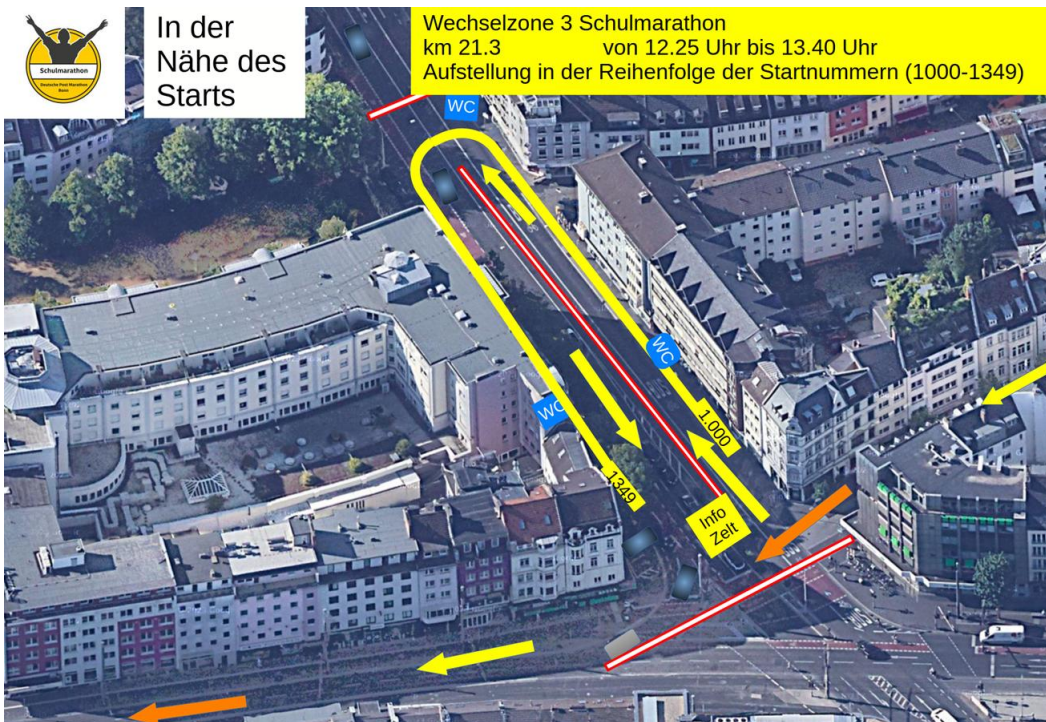 Schulmarathon
Deutsche Post Marathon
Bonn
In der
Nähe des
Starts
Wechselzone 3 Schulmarathon
km 21.3 von 12.25 Uhr bis 13.40 Uhr
Aufstellung in der Reihenfolge der Startnummern (1000-1349)
WC
WC
WC
1.000
1349
Info
Zelt